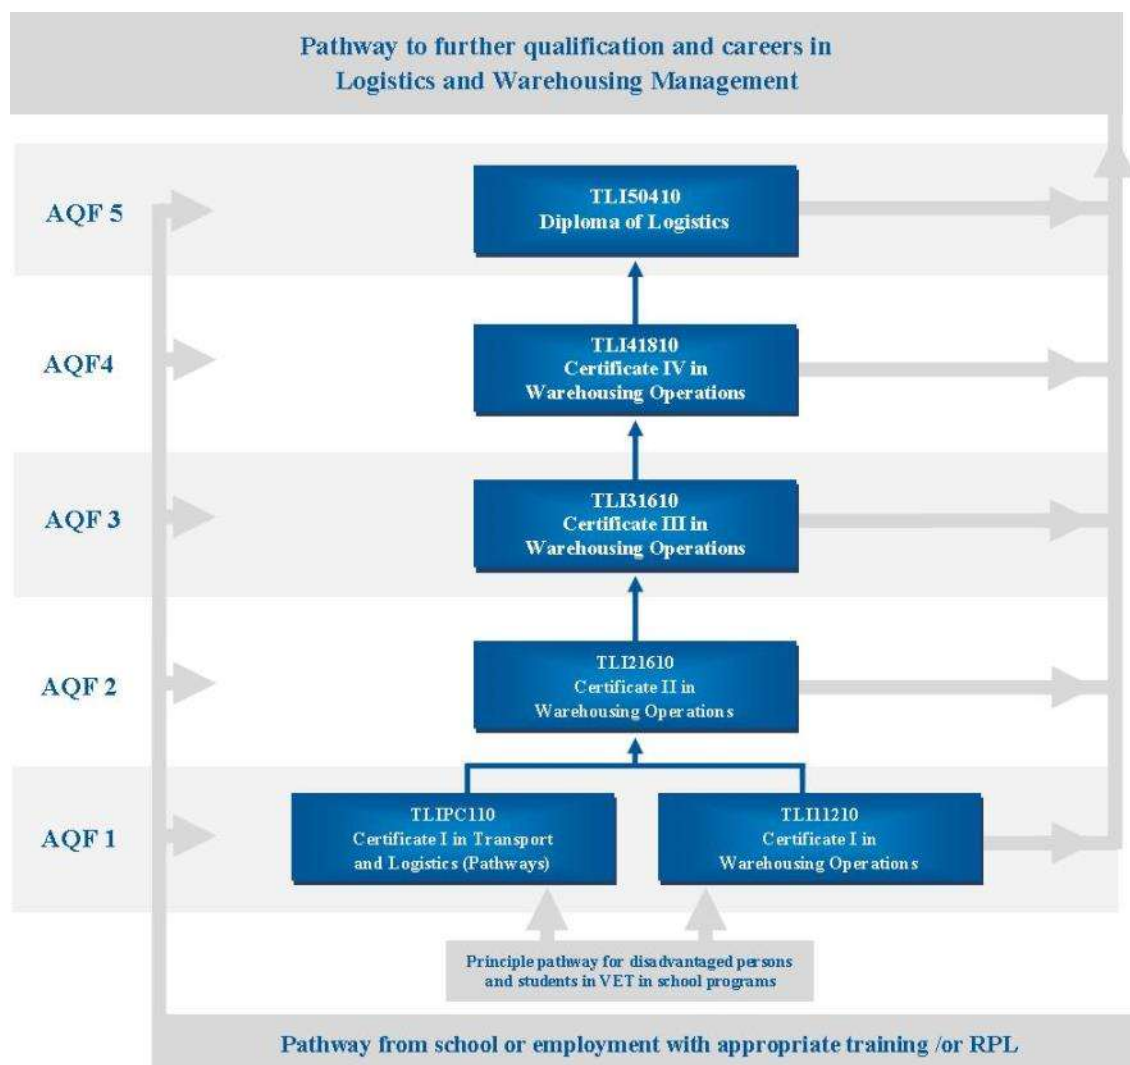 Pathway to further qualification and careers in
Logistics and Warehousing Management
AQF 5
TLI50410
Diploma of Logistics
AQF4
TLI41810
Certificate IV in
Warehousing Operations
AQF 3
TLI31610
Certificate III in
Warehousing Operations
AQF 2
TLI21610
Certificate II in
Warehousing Operations
AQF 1
TLIPC110
Certificate I in Transport
and Logistics (Pathways)
TLI11210
Certificate I in
Warehousing Operations
Principle pathway for disadvantaged persons
and students in VET in school programs
Pathway from school or employment with appropriate training /or RPL